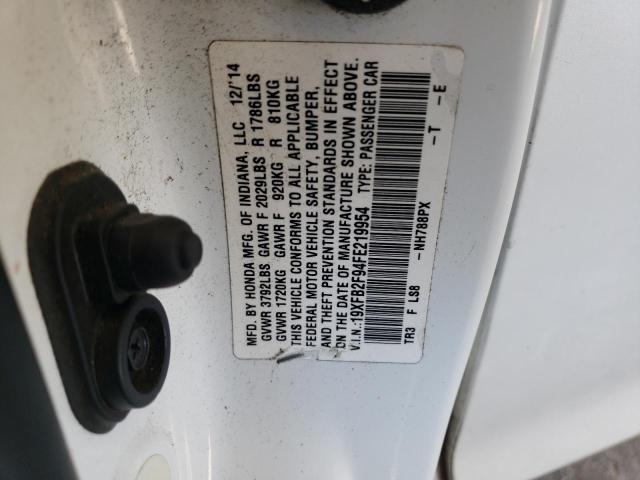 MFD. BY HONDA MFG. OF INDIANA, LLC 12/'14
GVWR 3792LBS GAWR F 2029LBS R 1786LBS
GVWR 1720KG GAWR F 920KG R 810KG
THIS VEHICLE CONFORMS TO ALL APPLICABLE
FEDERAL MOTOR VEHICLE SAFETY, BUMPER,
AND THEFT PREVENTION STANDARDS IN EFFECT
ON THE DATE OF MANUFACTURE SHOWN ABOVE.
V.I.N.:19XFB2F94FE219954 TYPE: PASSENGER CAR
TR3 F LSB -NH788PX -T -E